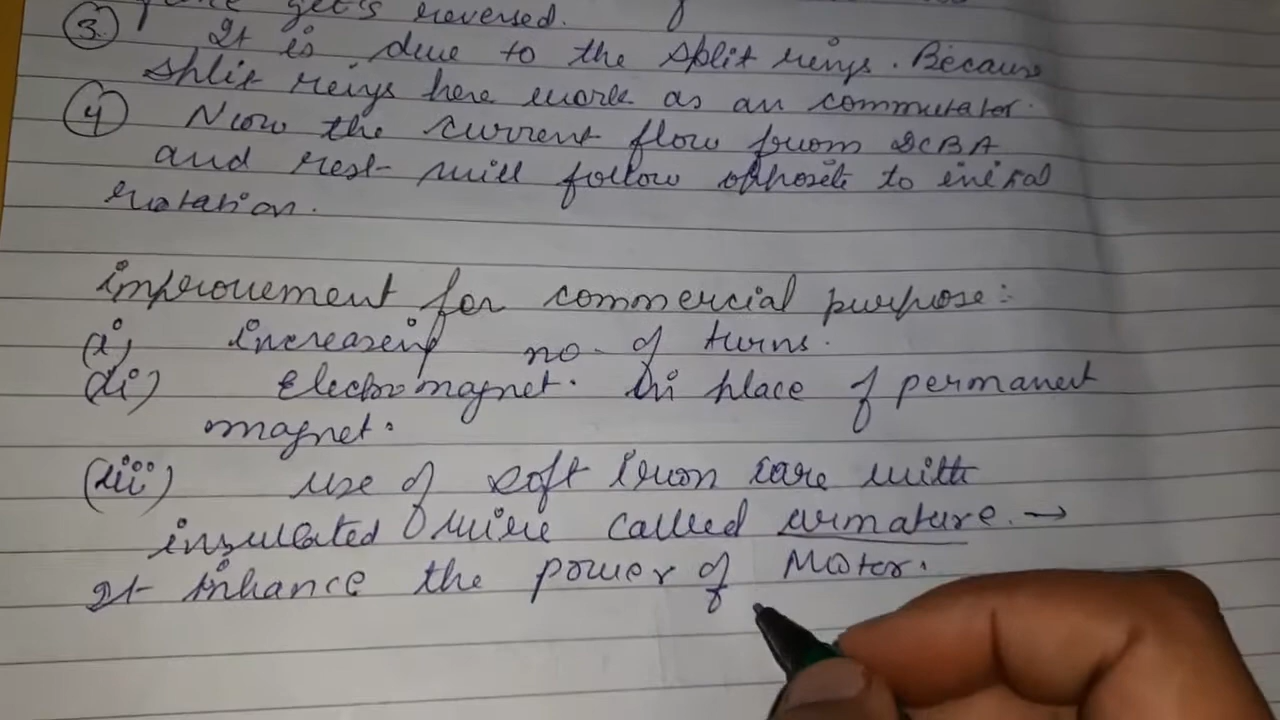 get's reversed.
(3) It is due to the split rings. Because
split rings here work as an commutator.
(4) Now the current flow from DCBA
and rest will follow opposite to inital
rotation.
improvement for commercial purpose:
(i) increasing no. of turns.
(ii) Electromagnet. In place of permanent
magnet.
(iii) use of soft iron core with
insulated wire called armature. →
It Enhance the power of Motor.